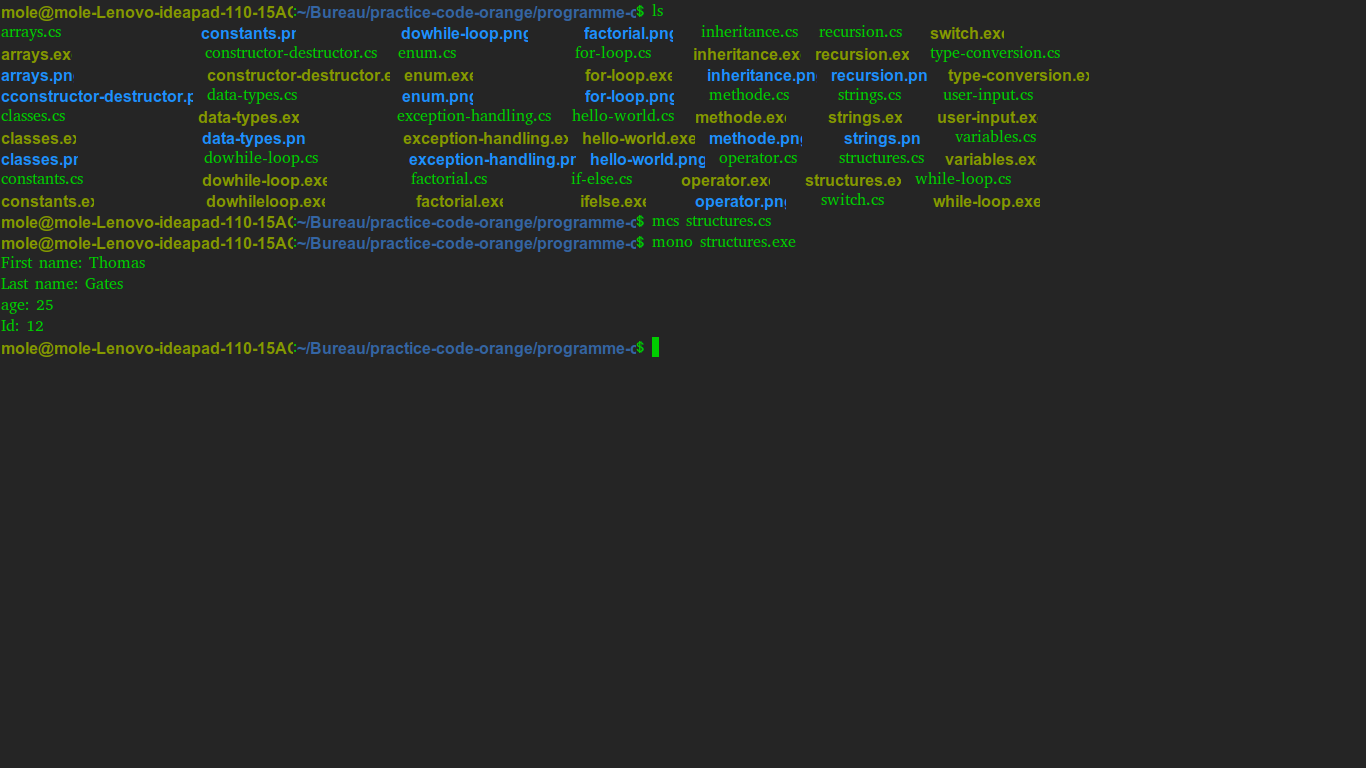 mole@mole-Lenovo-ideapad-110-15AC:~/Bureau/practice-code-orange/programme-c$ ls
arrays.cs constants.pn dowhile-loop.png factorial.png inheritance.cs recursion.cs switch.exe
arrays.exe constructor-destructor.cs enum.cs for-loop.cs inheritance.exe recursion.exe type-conversion.cs
arrays.pn constructor-destructor.e enum.exe for-loop.exe inheritance.pn recursion.pn type-conversion.ex
cconstructor-destructor.p data-types.cs enum.png for-loop.png methode.cs strings.cs user-input.cs
classes.cs data-types.ex exception-handling.cs hello-world.cs methode.exe strings.ex user-input.ex
classes.ex data-types.pn exception-handling.ex hello-world.exe methode.png strings.pn variables.cs
classes.pn dowhile-loop.cs exception-handling.pn hello-world.png operator.cs structures.cs variables.ex
constants.cs dowhile-loop.exe factorial.cs if-else.cs operator.exe structures.ex while-loop.cs
constants.ex dowhileloop.exe factorial.exe ifelse.exe operator.png switch.cs while-loop.exe
mole@mole-Lenovo-ideapad-110-15AC:~/Bureau/practice-code-orange/programme-c$ mcs structures.cs
mole@mole-Lenovo-ideapad-110-15AC:~/Bureau/practice-code-orange/programme-c$ mono structures.exe
First name: Thomas
Last name: Gates
age: 25
Id: 12
mole@mole-Lenovo-ideapad-110-15AC:~/Bureau/practice-code-orange/programme-c$